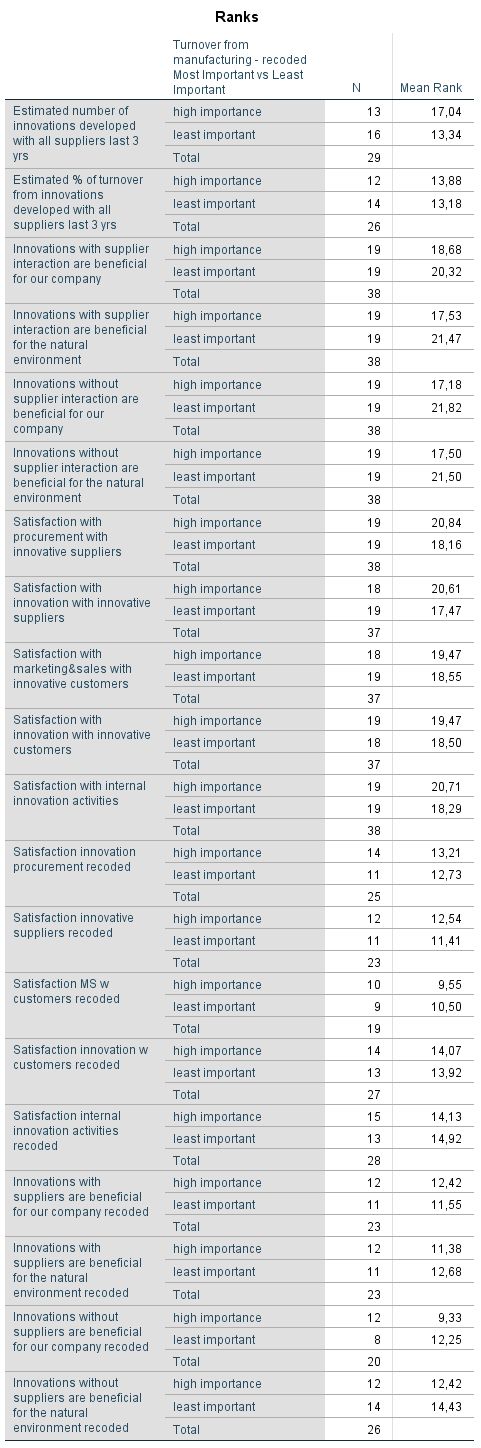 Ranks
Turnover from
manufacturing - recoded
Most Important vs Least
Important N Mean Rank
Estimated number of
innovations developed
with all suppliers last 3
yrs
high importance 13 17,04
least important 16 13,34
Total 29
Estimated % of turnover
from innovations
developed with all
suppliers last 3 yrs
high importance 12 13,88
least important 14 13,18
Total 26
Innovations with supplier
interaction are beneficial
for our company
high importance 19 18,68
least important 19 20,32
Total 38
Innovations with supplier
interaction are beneficial
for the natural
environment
high importance 19 17,53
least important 19 21,47
Total 38
Innovations without
supplier interaction are
beneficial for our
company
high importance 19 17,18
least important 19 21,82
Total 38
Innovations without
supplier interaction are
beneficial for the natural
environment
high importance 19 17,50
least important 19 21,50
Total 38
Satisfaction with
procurement with
innovative suppliers
high importance 19 20,84
least important 19 18,16
Total 38
Satisfaction with
innovation with innovative
suppliers
high importance 18 20,61
least important 19 17,47
Total 37
Satisfaction with
marketing&sales with
innovative customers
high importance 18 19,47
least important 19 18,55
Total 37
Satisfaction with
innovation with innovative
customers
high importance 19 19,47
least important 18 18,50
Total 37
Satisfaction with internal
innovation activities
high importance 19 20,71
least important 19 18,29
Total 38
Satisfaction innovation
procurement recoded
high importance 14 13,21
least important 11 12,73
Total 25
Satisfaction innovative
suppliers recoded
high importance 12 12,54
least important 11 11,41
Total 23
Satisfaction MS w
customers recoded
high importance 10 9,55
least important 9 10,50
Total 19
Satisfaction innovation w
customers recoded
high importance 14 14,07
least important 13 13,92
Total 27
Satisfaction internal
innovation activities
recoded
high importance 15 14,13
least important 13 14,92
Total 28
Innovations with
suppliers are beneficial
for our company recoded
high importance 12 12,42
least important 11 11,55
Total 23
Innovations with
suppliers are beneficial
for the natural
environment recoded
high importance 12 11,38
least important 11 12,68
Total 23
Innovations without
suppliers are beneficial
for our company recoded
high importance 12 9,33
least important 8 12,25
Total 20
Innovations without
suppliers are beneficial
for the natural
environment recoded
high importance 12 12,42
least important 14 14,43
Total 26